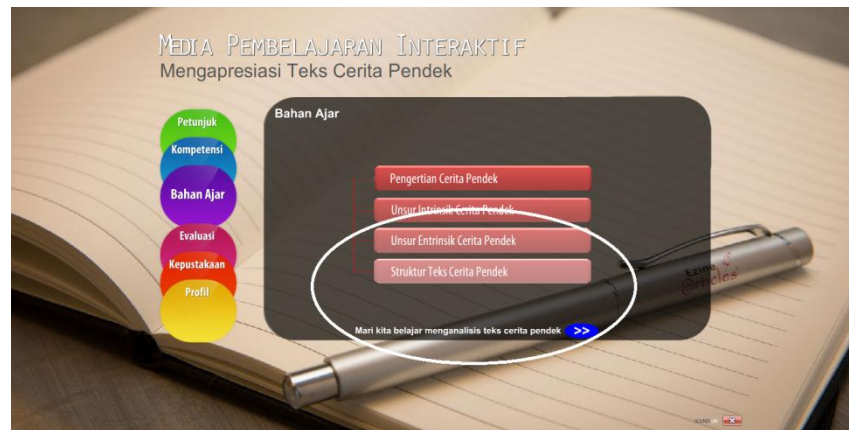 MEDIA PEMBELAJARAN INTERAKTIF
Mengapresiasi Teks Cerita Pendek
Petunjuk
Kompetensi
Bahan Ajar
Evaluasi
Kepustakaan
Profil
Bahan Ajar
Pengertian Cerita Pendek
Unsur Intrinsik Cerita Pendek
Unsur Entrinsik Cerita Pendek
Struktur Teks Cerita Pendek
Mari kita belajar menganalisis teks cerita pendek >>
Ezine
@rticles